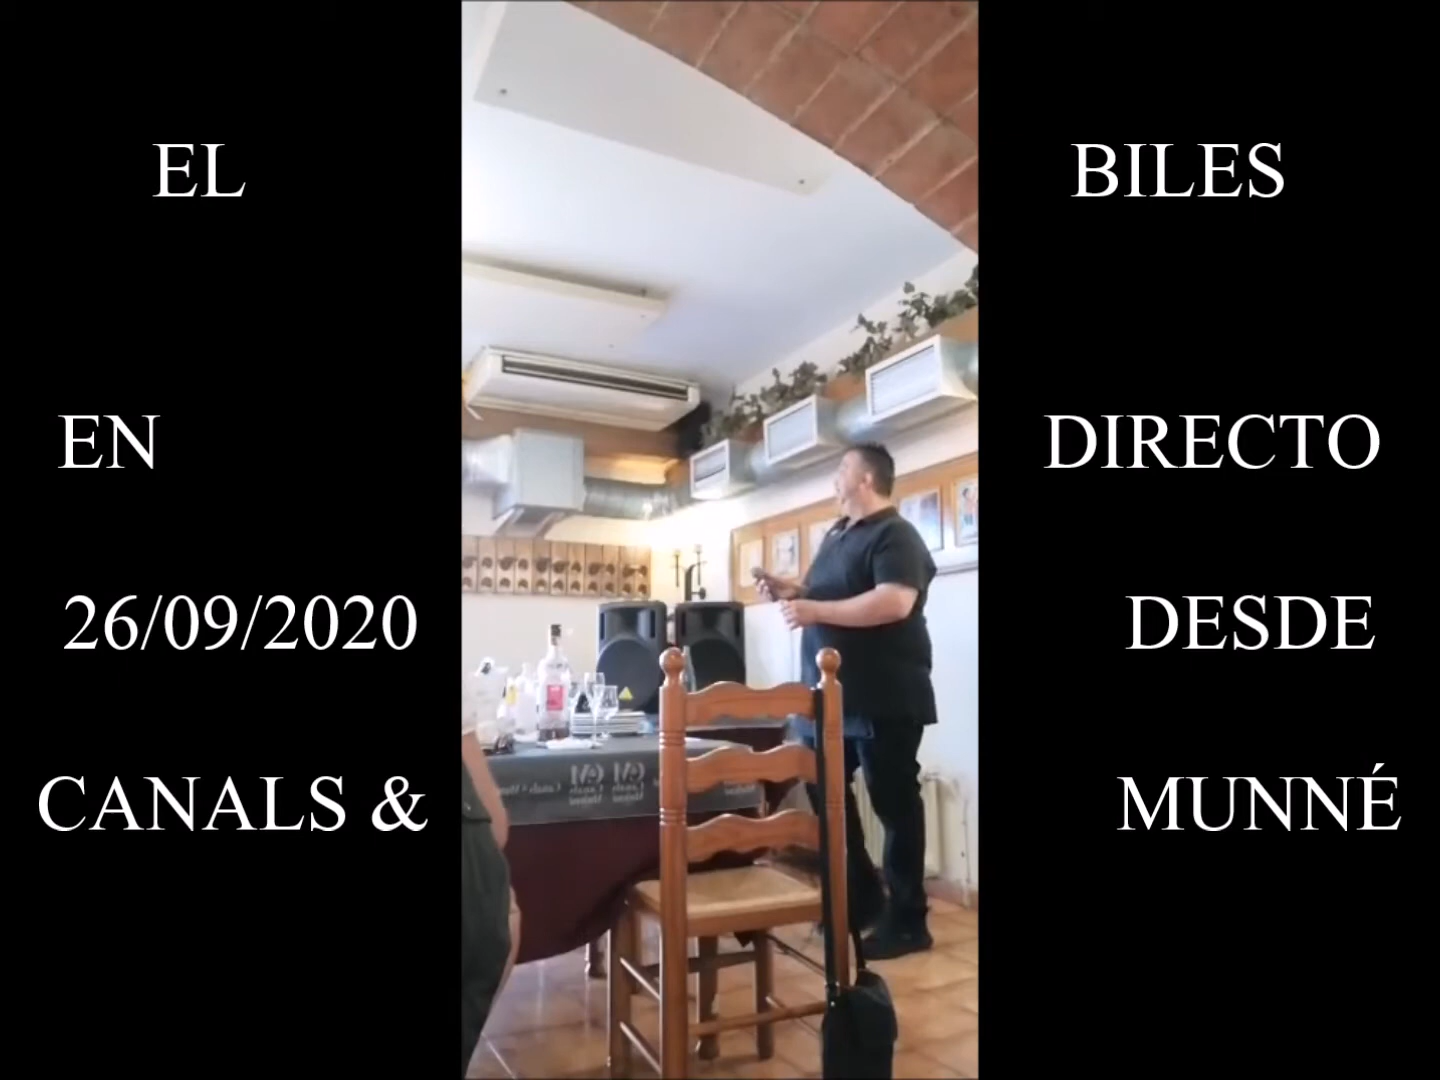 EL BILES
EN DIRECTO
26/09/2020 DESDE
CANALS & MUNNÉ